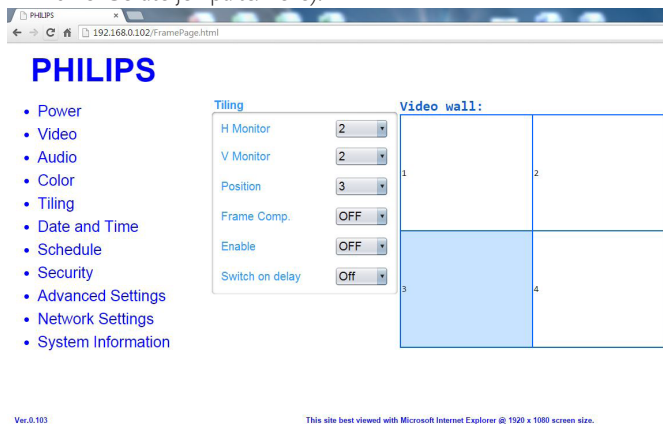 PHILIPS
192.168.0.102/FramePage.html
PHILIPS
• Power
• Video
• Audio
• Color
• Tiling
• Date and Time
• Schedule
• Security
• Advanced Settings
• Network Settings
• System Information
Tiling
H Monitor 2
V Monitor 2
Position 3
Frame Comp. OFF
Enable OFF
Switch on delay Off
Video wall:
1 2
3 4
Ver.0.103
This site best viewed with Microsoft Internet Explorer @ 1920 x 1080 screen size.